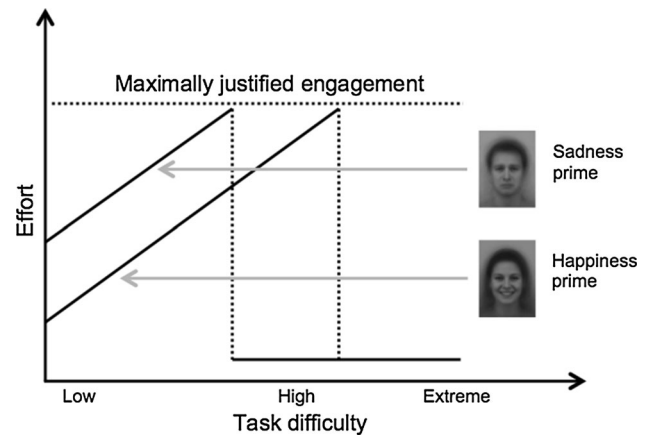 Maximally justified engagement
Effort
Sadness
prime
Happiness
prime
Low
High
Extreme
Task difficulty